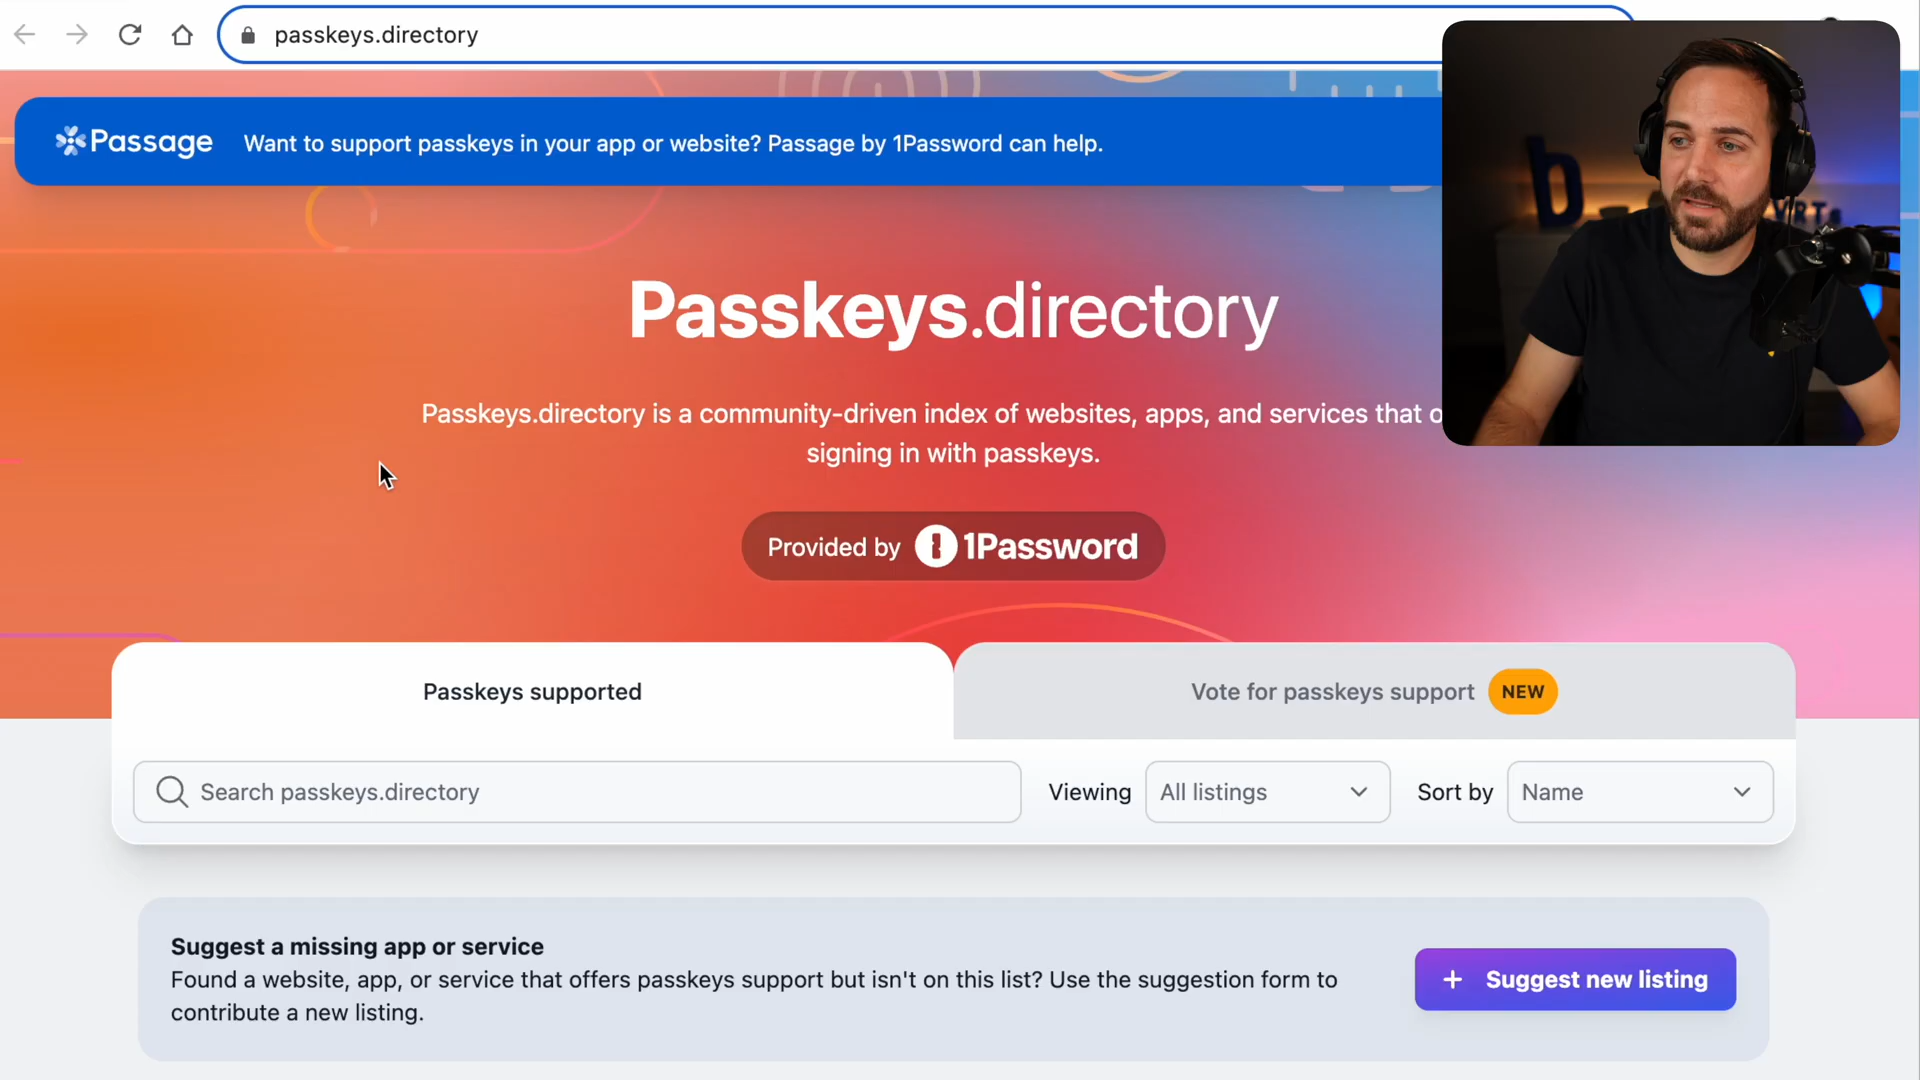 passkeys.directory
Passage Want to support passkeys in your app or website? Passage by 1Password can help.
Passkeys.directory
Passkeys.directory is a community-driven index of websites, apps, and services that
signing in with passkeys.
Provided by 1Password
Passkeys supported
Vote for passkeys support NEW
Search passkeys.directory
Viewing All listings Sort by Name
Suggest a missing app or service
Found a website, app, or service that offers passkeys support but isn't on this list? Use the suggestion form to
contribute a new listing.
+ Suggest new listing
b